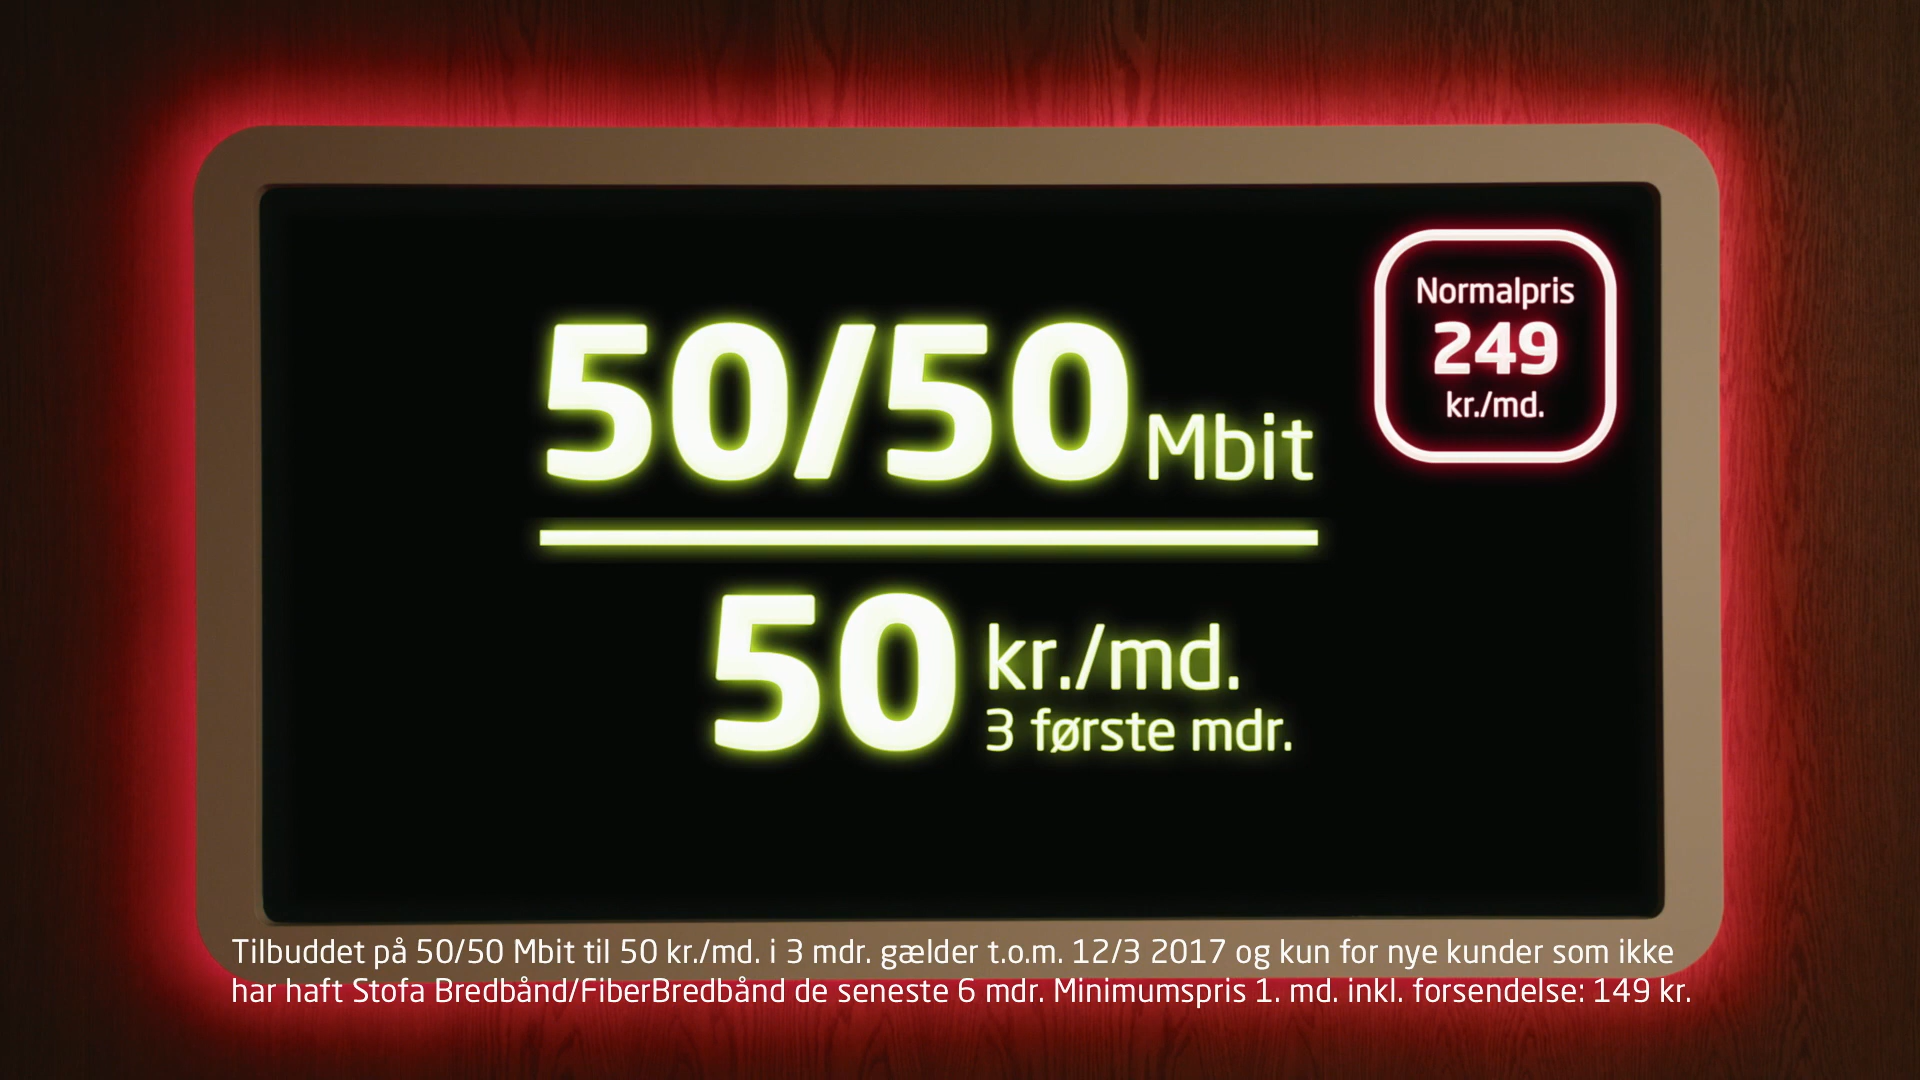 50/50 Mbit
50 kr./md.
3 første mdr.
Normalpris
249
kr./md.
Tilbuddet på 50/50 Mbit til 50 kr./md. i 3 mdr. gælder t.o.m. 12/3 2017 og kun for nye kunder som ikke
har haft Stofa Bredbånd/FiberBredbånd de seneste 6 mdr. Minimumspris 1. md. inkl. forsendelse: 149 kr.